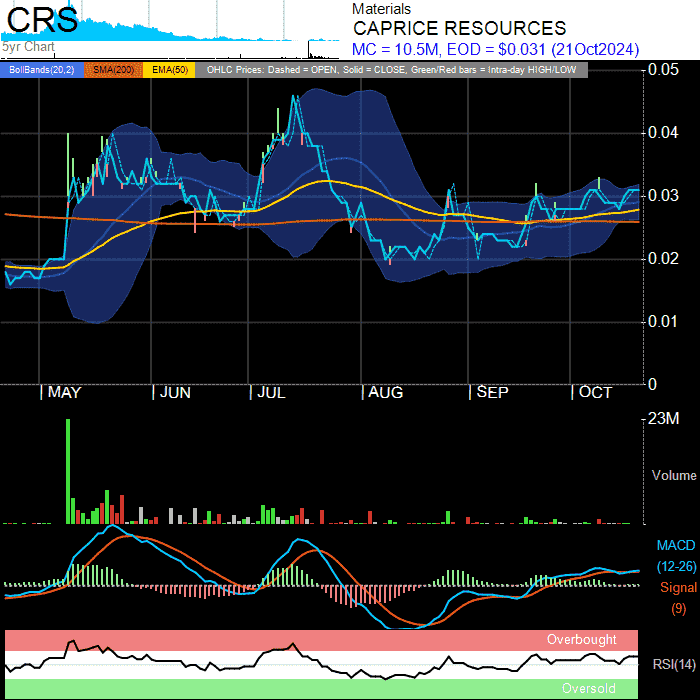 CRS
5yr Chart
Materials
CAPRICE RESOURCES
MC = 10.5M, EOD = $0.031 (21Oct2024)
BollBands(20,2) SMA(200) EMA(50) OHLC Prices: Dashed = OPEN, Solid = CLOSE, Green/Red bars = Intra-day HIGH/LOW
0.05
0.04
0.03
0.02
0.01
0
MAY JUN JUL AUG SEP OCT
23M
Volume
MACD
(12-26)
Signal
(9)
Overbought
RSI(14)
Oversold